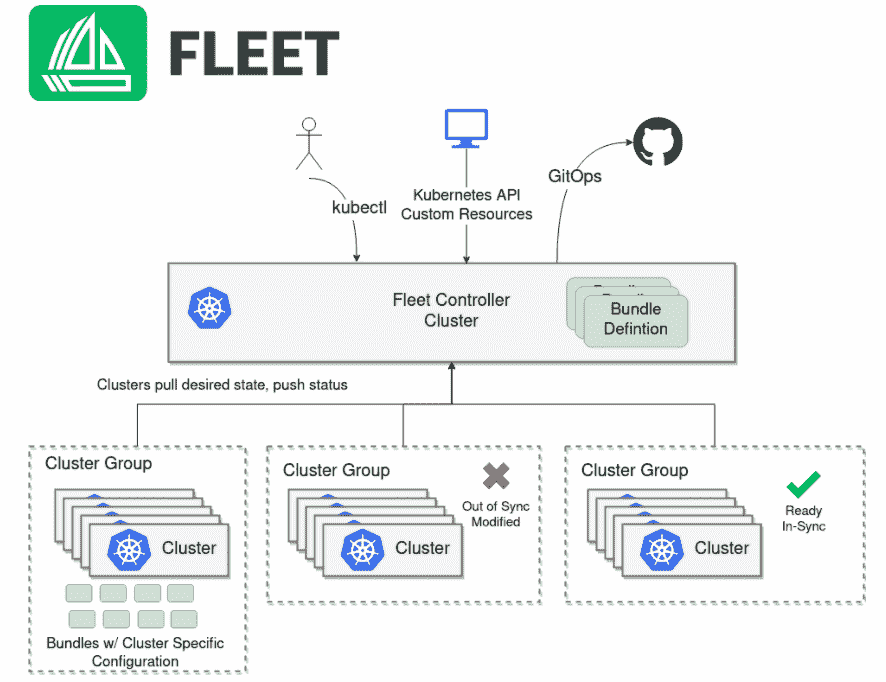 FLEET
kubectl
Kubernetes API
Custom Resources
GitOps
Fleet Controller
Cluster
Bundle
Defintion
Clusters pull desired state, push status
Cluster Group
Cluster
Bundles w/ Cluster Specific
Configuration
Cluster Group
Out of Sync
Modified
Cluster
Cluster Group
Ready
In-Sync
Cluster